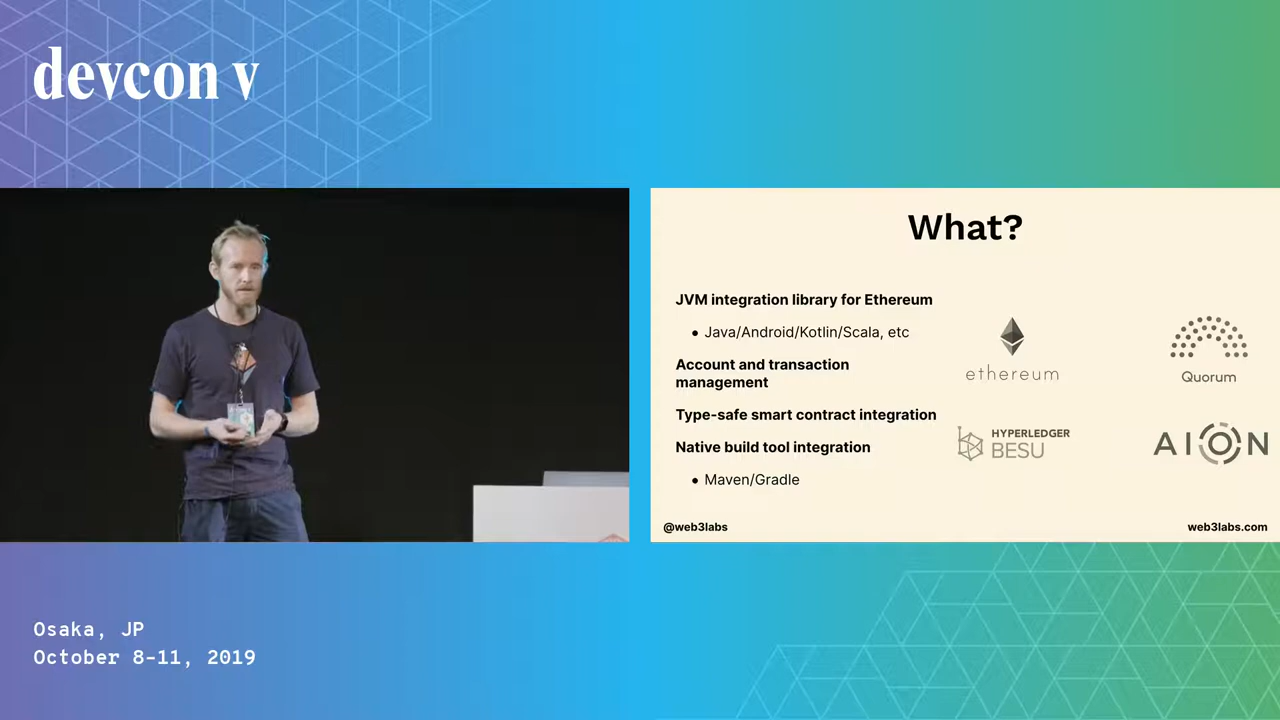 devcon v
What?
JVM integration library for Ethereum
• Java/Android/Kotlin/Scala, etc
Account and transaction
management
Type-safe smart contract integration
Native build tool integration
• Maven/Gradle
ethereum
Quorum
HYPERLEDGER
BESU
AION
@web3labs
web3labs.com
Osaka, JP
October 8-11, 2019